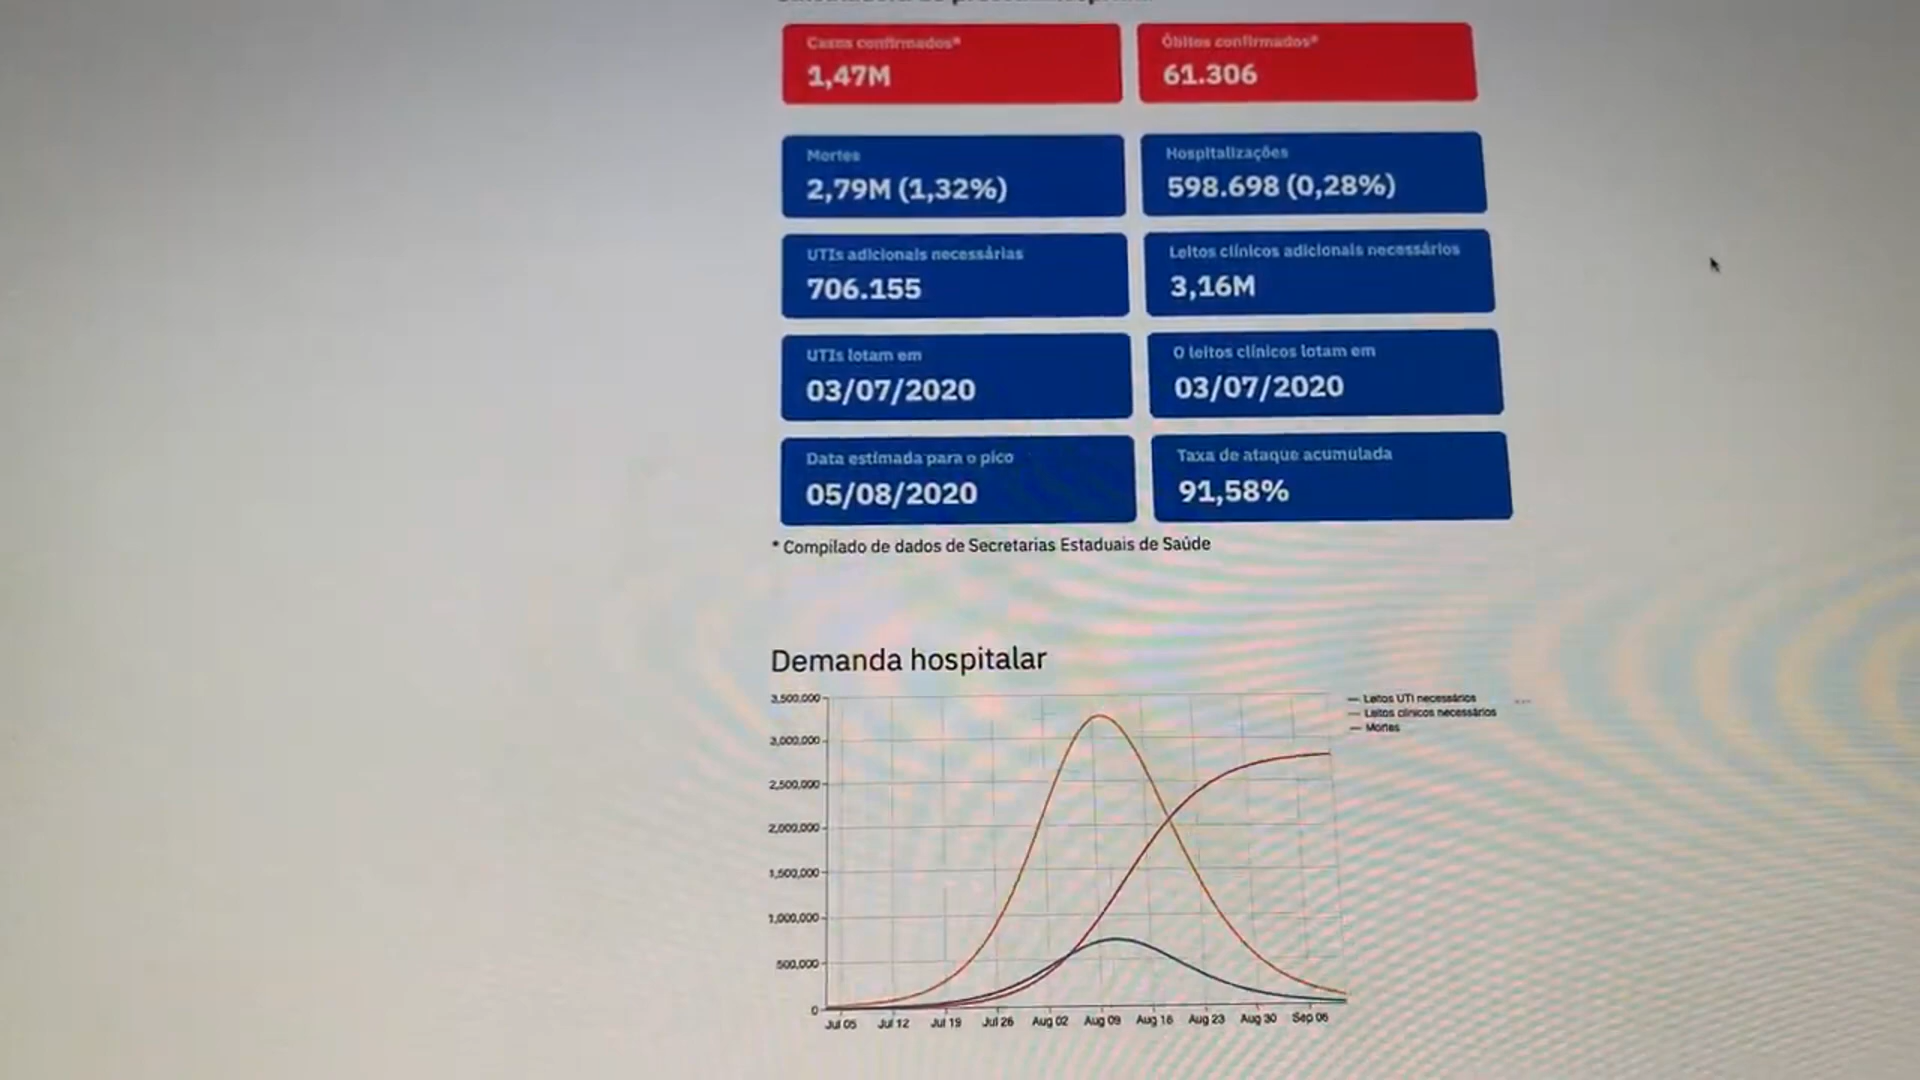 Casos confirmados*
1,47M
Óbitos confirmados*
61.306
Mortes
2,79M (1,32%)
Hospitalizações
598.698 (0,28%)
UTIs adicionais necessárias
706.155
Leitos clínicos adicionais necessários
3,16M
UTIs lotam em
03/07/2020
O leitos clínicos lotam em
03/07/2020
Data estimada para o pico
05/08/2020
Taxa de ataque acumulada
91,58%
* Compilado de dados de Secretarias Estaduais de Saúde
Demanda hospitalar
3,500,000
3,000,000
2,500,000
2,000,000
1,500,000
1,000,000
500,000
0
Jul 05 Jul 12 Jul 19 Jul 26 Aug 02 Aug 09 Aug 16 Aug 23 Aug 30 Sep 06
Leitos UTI necessários
Leitos clínicos necessários
Mortes